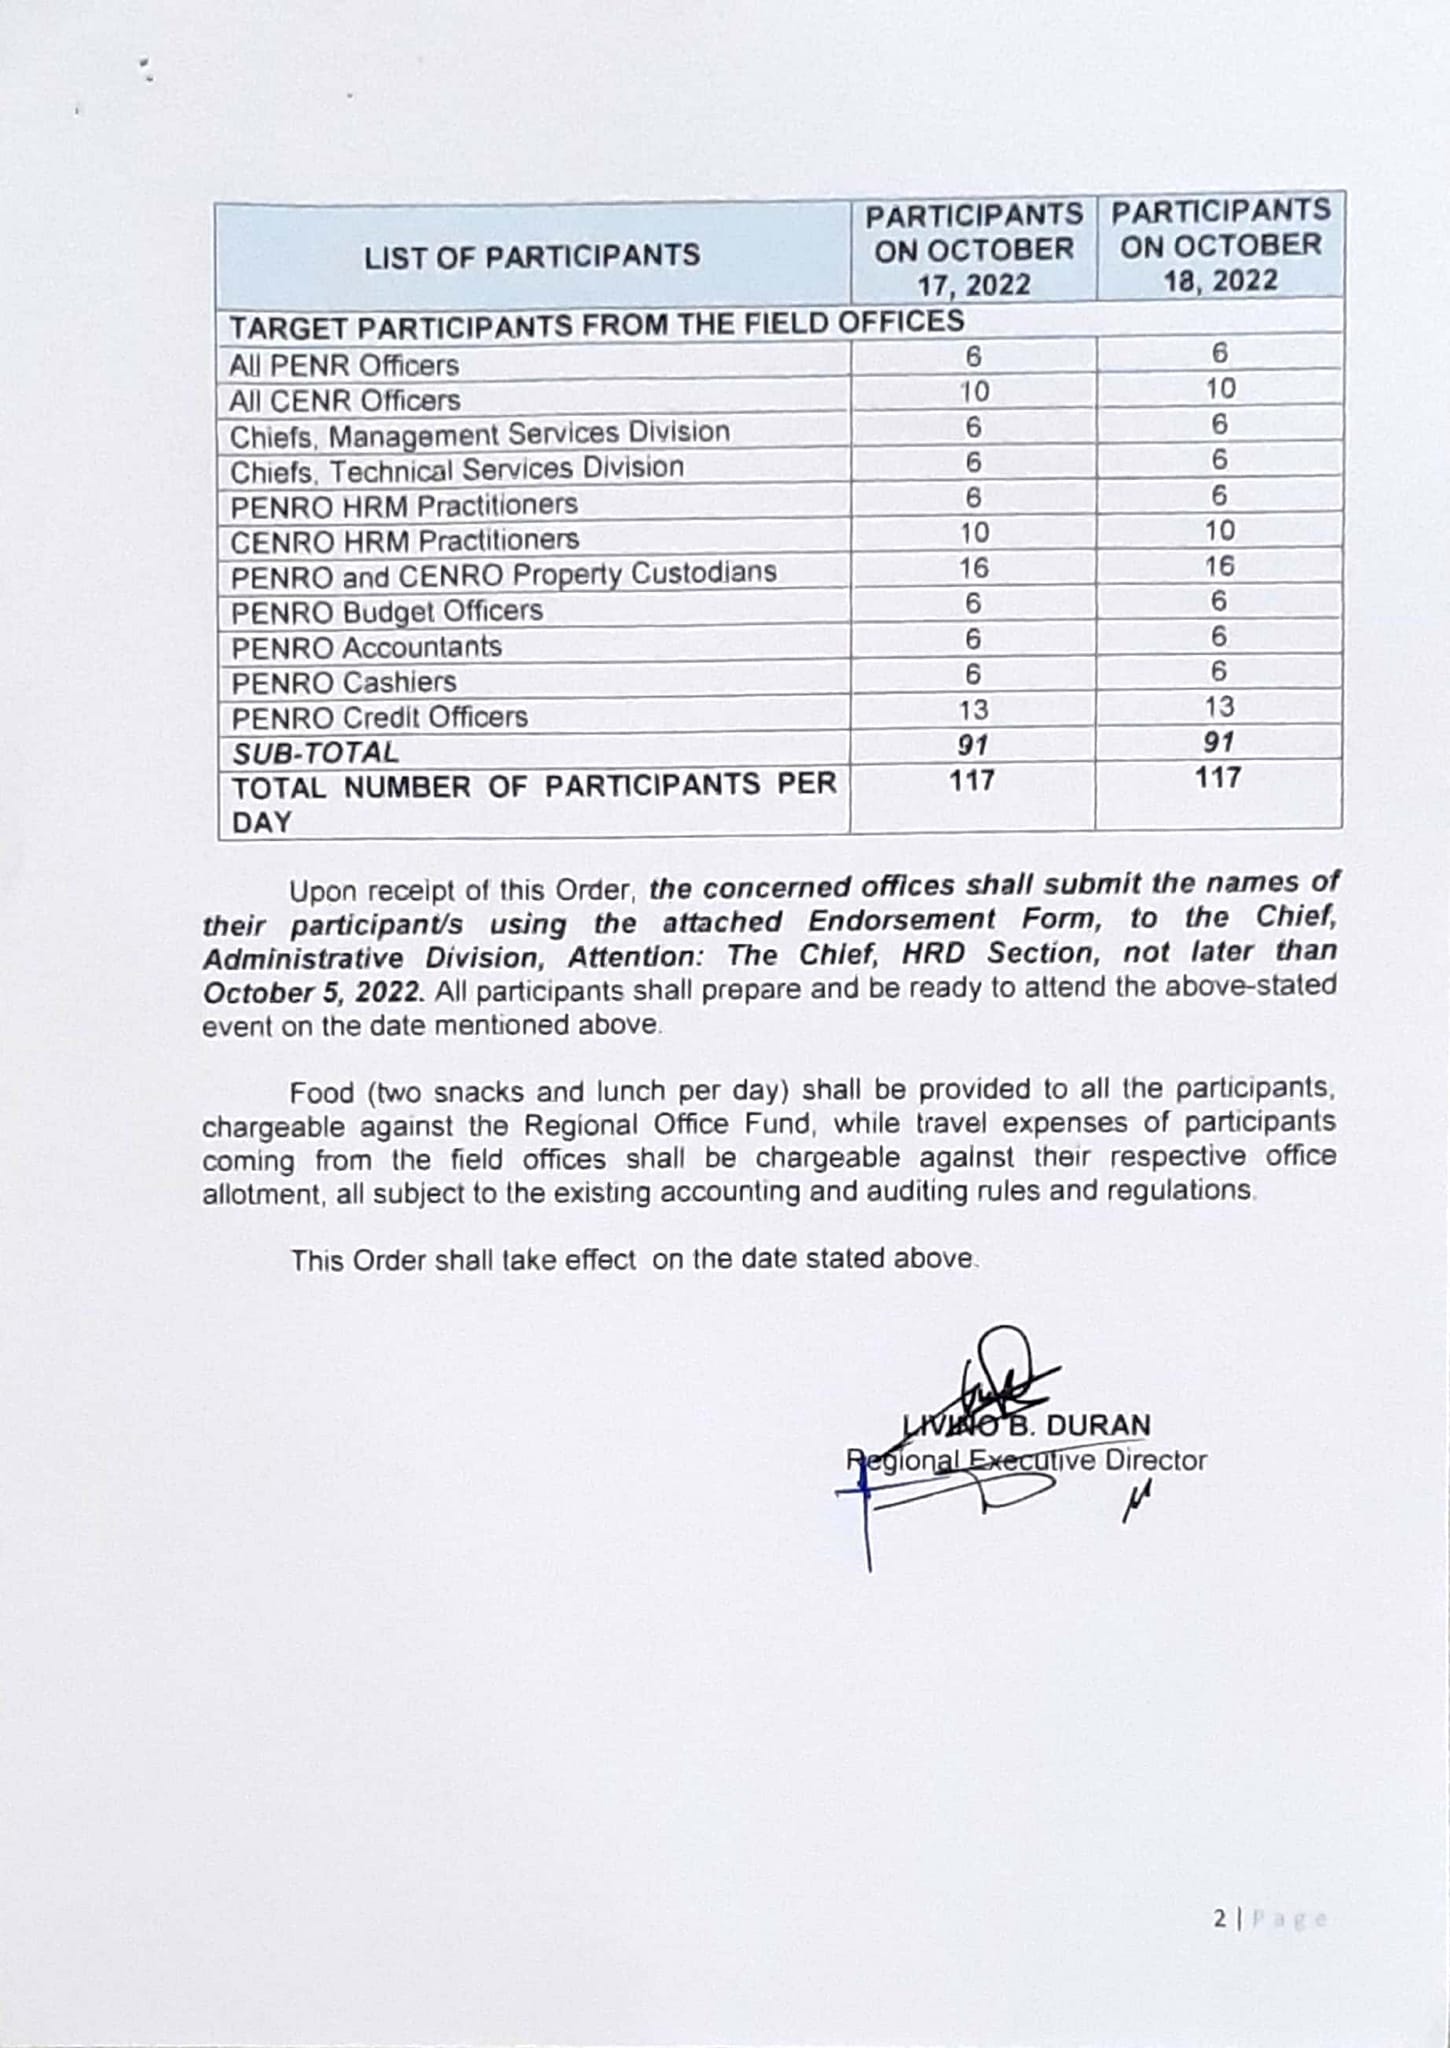 LIST OF PARTICIPANTS
PARTICIPANTS
ON OCTOBER
17, 2022
PARTICIPANTS
ON OCTOBER
18, 2022
TARGET PARTICIPANTS FROM THE FIELD OFFICES
All PENR Officers 6 6
All CENR Officers 10 10
Chiefs, Management Services Division 6 6
Chiefs, Technical Services Division 6 6
PENRO HRM Practitioners 6 6
CENRO HRM Practitioners 10 10
PENRO and CENRO Property Custodians 16 16
PENRO Budget Officers 6 6
PENRO Accountants 6 6
PENRO Cashiers 6 6
PENRO Credit Officers 13 13
SUB-TOTAL 91 91
TOTAL NUMBER OF PARTICIPANTS PER 117 117
DAY
Upon receipt of this Order, the concerned offices shall submit the names of
their participant/s using the attached Endorsement Form, to the Chief,
Administrative Division, Attention: The Chief, HRD Section, not later than
October 5, 2022. All participants shall prepare and be ready to attend the above-stated
event on the date mentioned above.
Food (two snacks and lunch per day) shall be provided to all the participants,
chargeable against the Regional Office Fund, while travel expenses of participants
coming from the field offices shall be chargeable against their respective office
allotment, all subject to the existing accounting and auditing rules and regulations.
This Order shall take effect on the date stated above.
LIVINO B. DURAN
Regional Executive Director
2 | Page